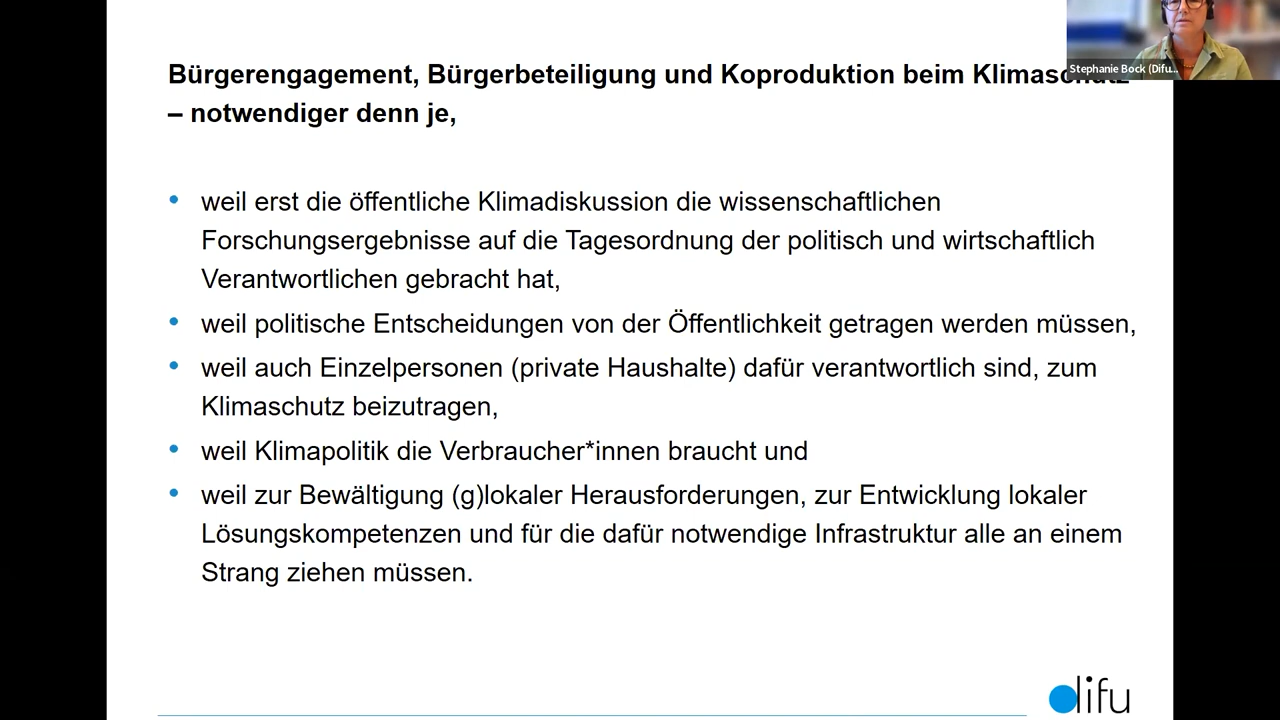 Bürgerengagement, Bürgerbeteiligung und Koproduktion beim Klimaschutz
– notwendiger denn je,
Stephanie Bock (Difu...
• weil erst die öffentliche Klimadiskussion die wissenschaftlichen
Forschungsergebnisse auf die Tagesordnung der politisch und wirtschaftlich
Verantwortlichen gebracht hat,
• weil politische Entscheidungen von der Öffentlichkeit getragen werden müssen,
• weil auch Einzelpersonen (private Haushalte) dafür verantwortlich sind, zum
Klimaschutz beizutragen,
• weil Klimapolitik die Verbraucher*innen braucht und
• weil zur Bewältigung (g)lokaler Herausforderungen, zur Entwicklung lokaler
Lösungskompetenzen und für die dafür notwendige Infrastruktur alle an einem
Strang ziehen müssen.
difu